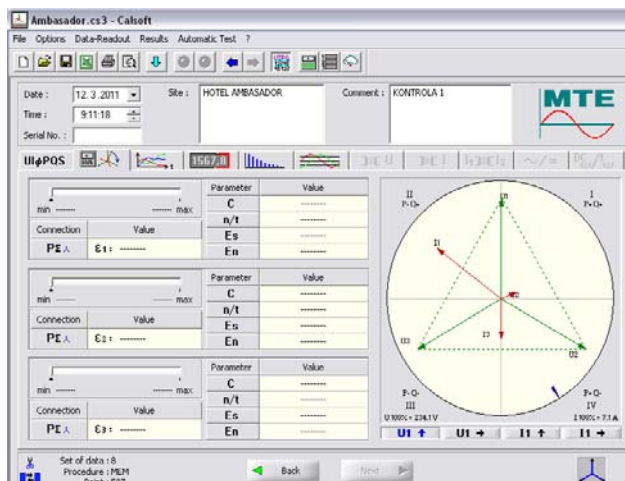 Ambasador.cs3 - Calsoft
File Options Data-Readout Results Automatic Test ?
Date : 12. 3 .2011
Time : 9:11:18
Serial No. :
Site : HOTEL AMBASADOR
Comment : KONTROLA 1
MTE
UIφPQS
1567,8
min ------ ------ max
Connection Value
PΣ ε1 : -------
Parameter Value
C --------
n/t --------
Es --------
En --------
min ------ ------ max
Connection Value
PΣ ε2 : -------
Parameter Value
C --------
n/t --------
Es --------
En --------
min ------ ------ max
Connection Value
PΣ ε3 : -------
Parameter Value
C --------
n/t --------
Es --------
En --------
II
P- Q+
I
P+ Q+
U1
I1
I3
U3
U2
P- Q-
III
P+ Q-
IV
U 100% = 234.1 V
I 100% = 7.1 A
U1 ↑ U1 → I1 ↑ I1 →
Set of data : 8
Procedure : MEM
Back
Next